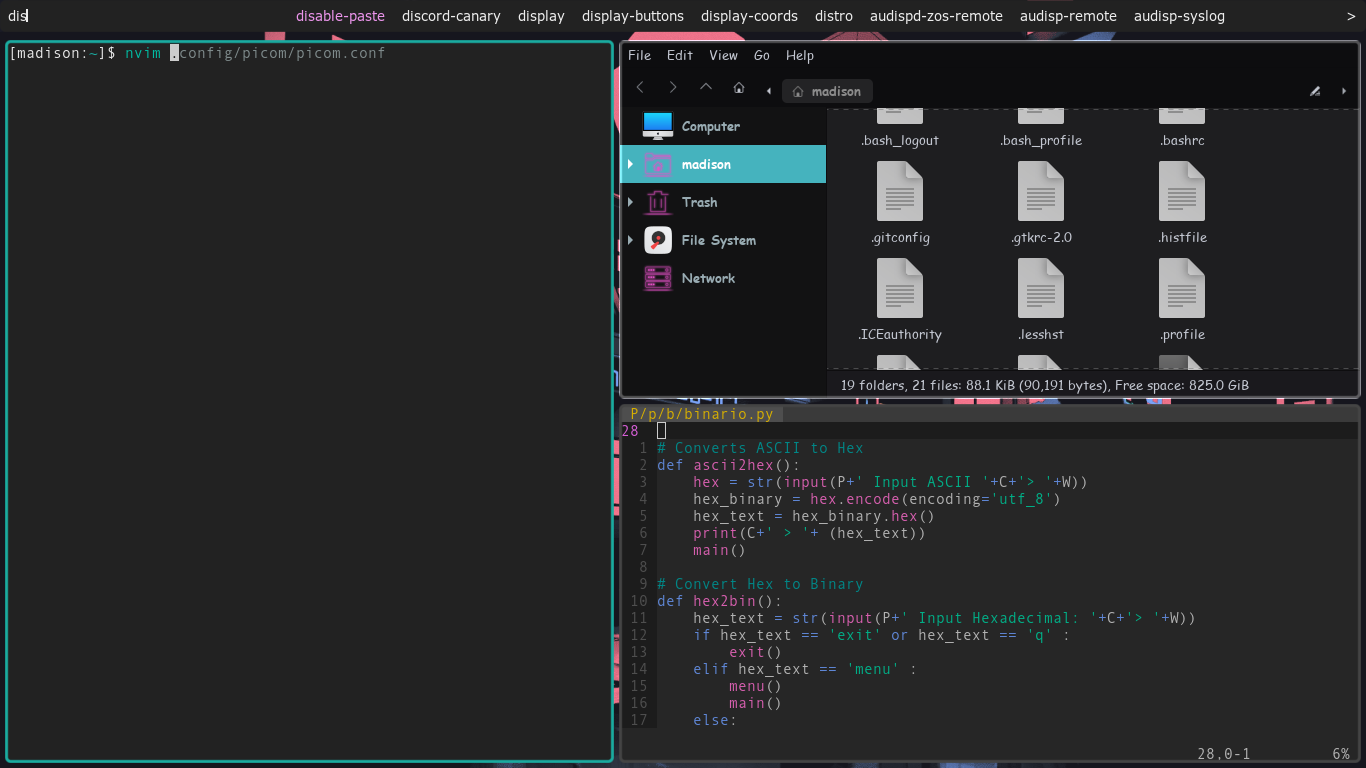 dis disable-paste discord-canary display display-buttons display-coords distro audispd-zos-remote audisp-remote audisp-syslog >
[madison:~]$ nvim .config/picom/picom.conf
File Edit View Go Help
madison
Computer
madison
Trash
File System
Network
.bash_logout .bash_profile .bashrc
.gitconfig .gtkrc-2.0 .histfile
.ICEauthority .lesshst .profile
19 folders, 21 files: 88.1 KiB (90,191 bytes), Free space: 825.0 GiB
P/p/b/binario.py
28
1 # Converts ASCII to Hex
2 def ascii2hex():
3     hex = str(input(P+' Input ASCII '+C+'> '+W))
4     hex_binary = hex.encode(encoding='utf_8')
5     hex_text = hex_binary.hex()
6     print(C+' > '+ (hex_text))
7     main()
8
9 # Convert Hex to Binary
10 def hex2bin():
11     hex_text = str(input(P+' Input Hexadecimal: '+C+'> '+W))
12     if hex_text == 'exit' or hex_text == 'q' :
13         exit()
14     elif hex_text == 'menu' :
15         menu()
16         main()
17     else:
28,0-1 6%